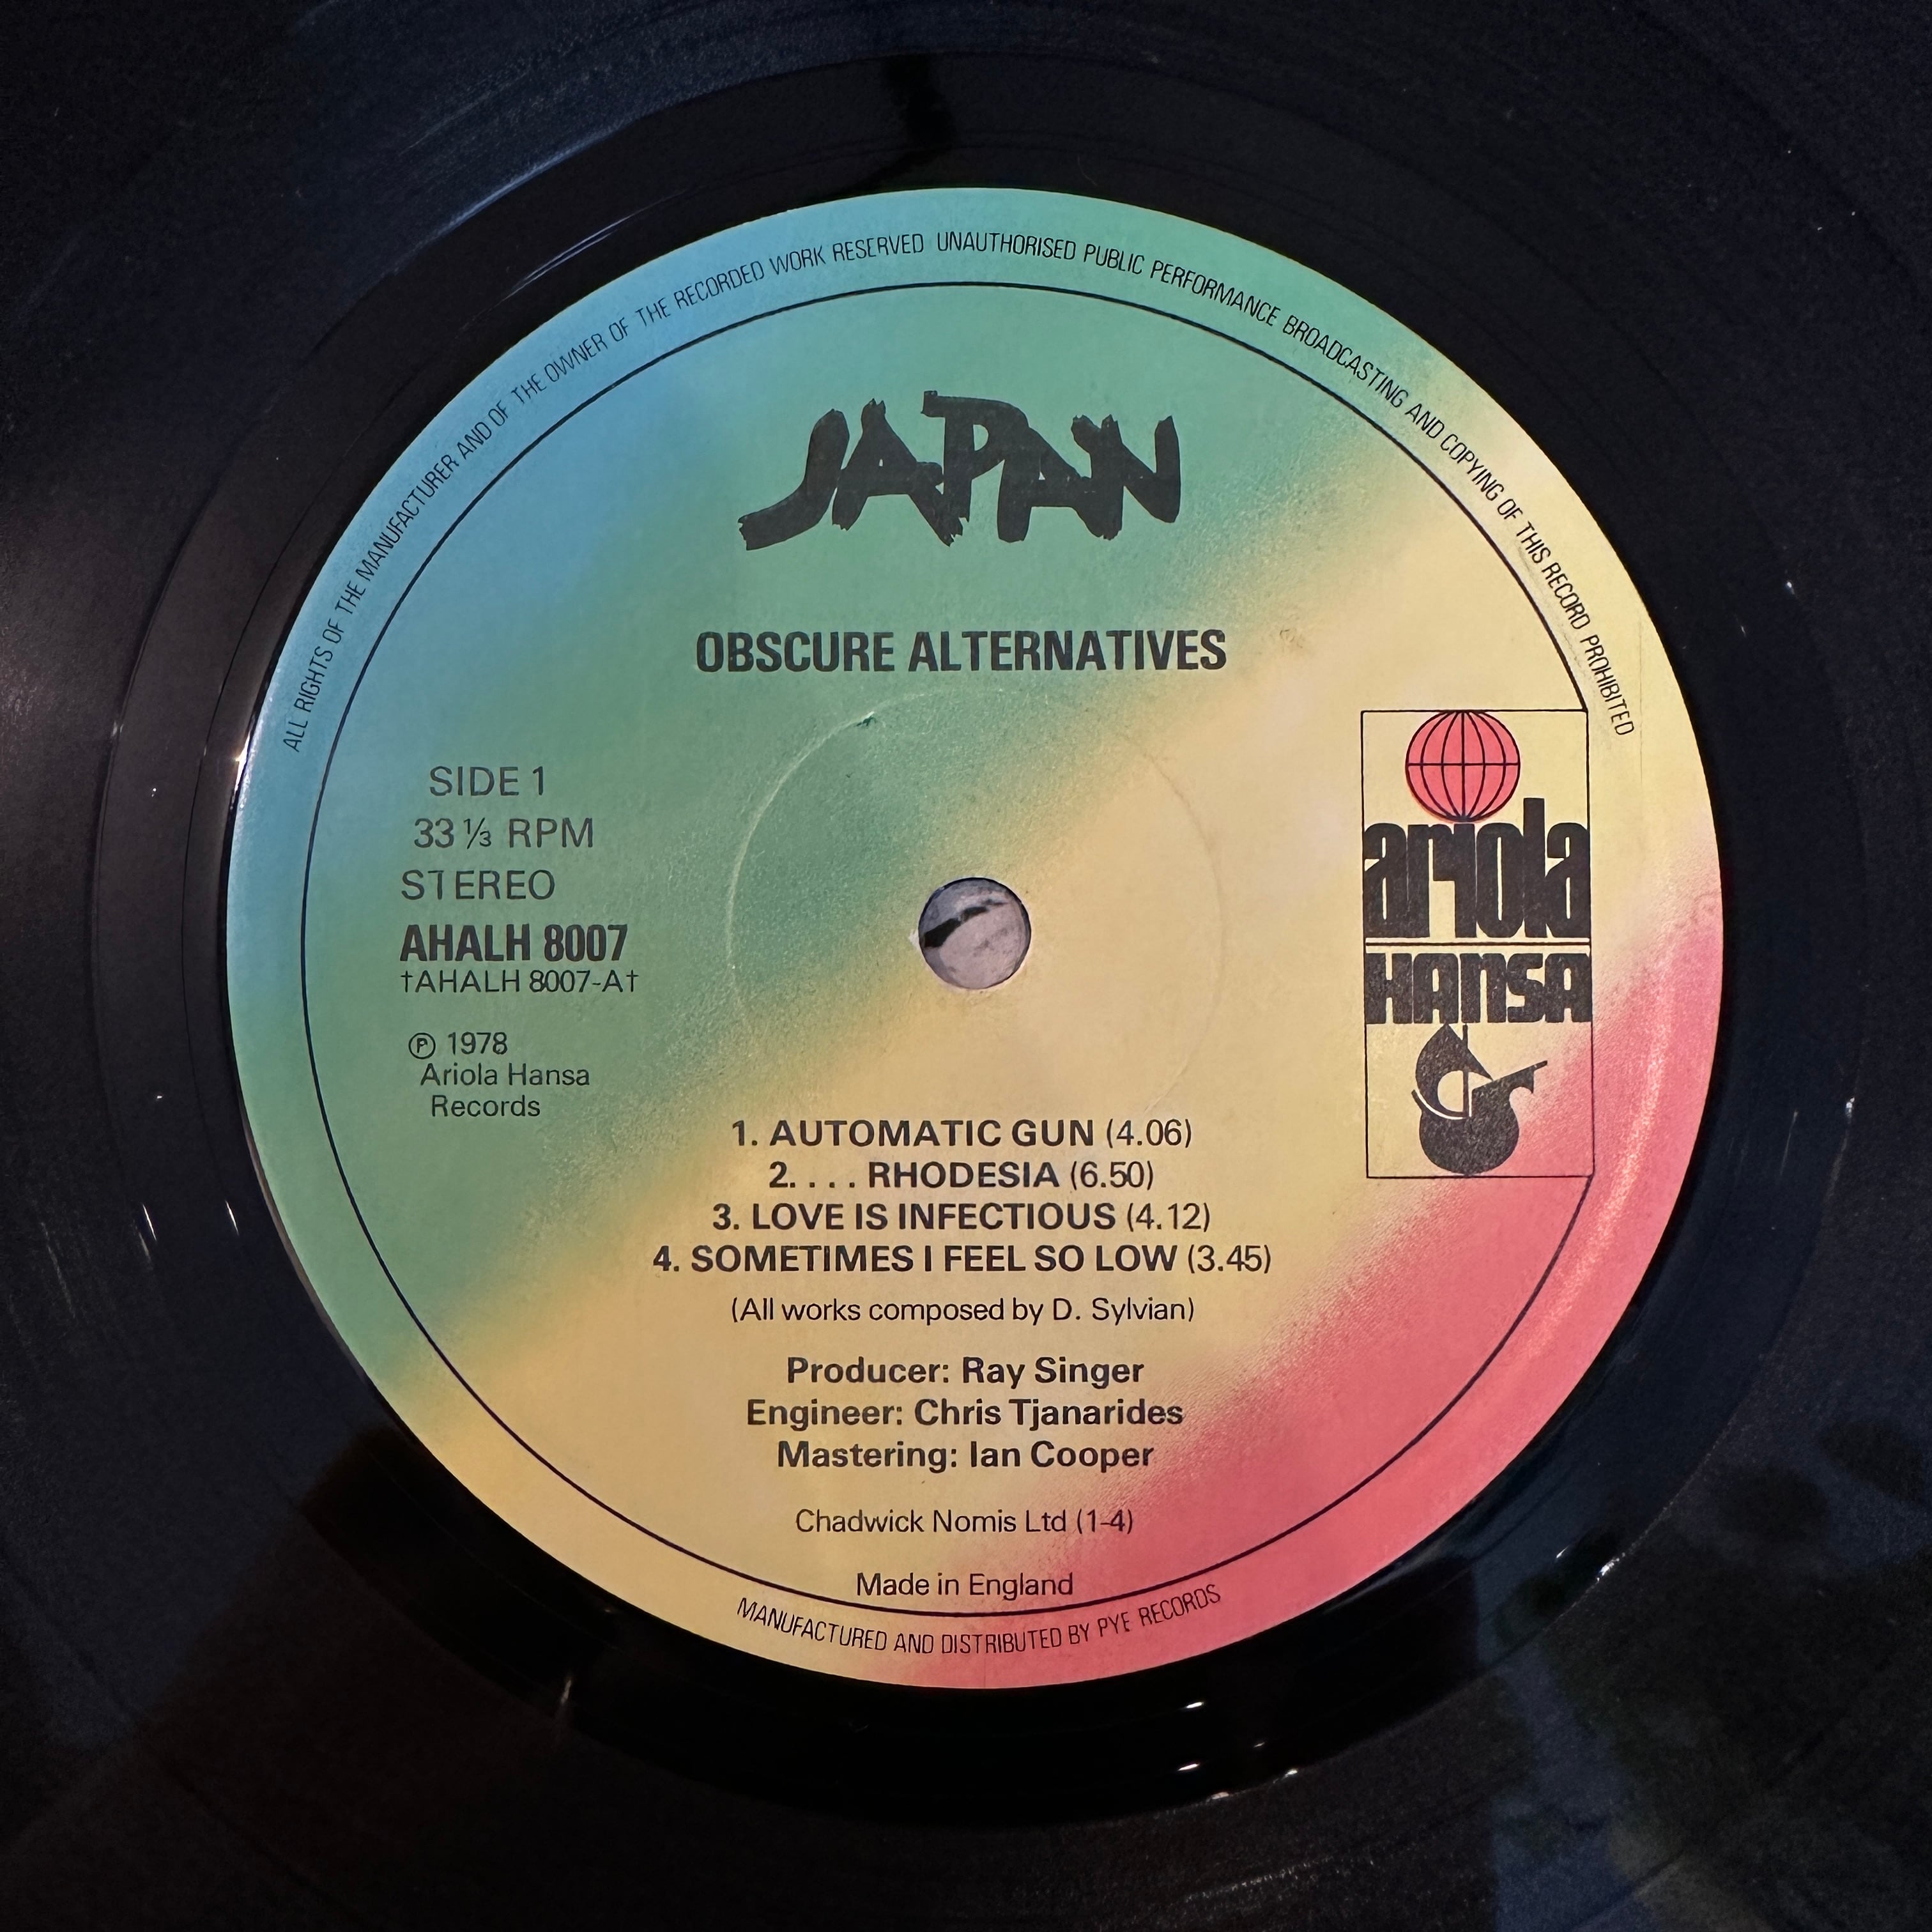 ALL RIGHTS OF THE MANUFACTURER AND OF THE OWNER OF THE RECORDED WORK RESERVED UNAUTHORISED PUBLIC PERFORMANCE BROADCASTING AND COPYING OF THIS RECORD PROHIBITED
JAPAN
OBSCURE ALTERNATIVES
SIDE 1
33 ⅓ RPM
STEREO
AHALH 8007
†AHALH 8007-A†
℗ 1978
Ariola Hansa
Records
ariola
HANSA
1. AUTOMATIC GUN (4.06)
2. . . . RHODESIA (6.50)
3. LOVE IS INFECTIOUS (4.12)
4. SOMETIMES I FEEL SO LOW (3.45)
(All works composed by D. Sylvian)
Producer: Ray Singer
Engineer: Chris Tjanarides
Mastering: Ian Cooper
Chadwick Nomis Ltd (1-4)
Made in England
MANUFACTURED AND DISTRIBUTED BY PYE RECORDS